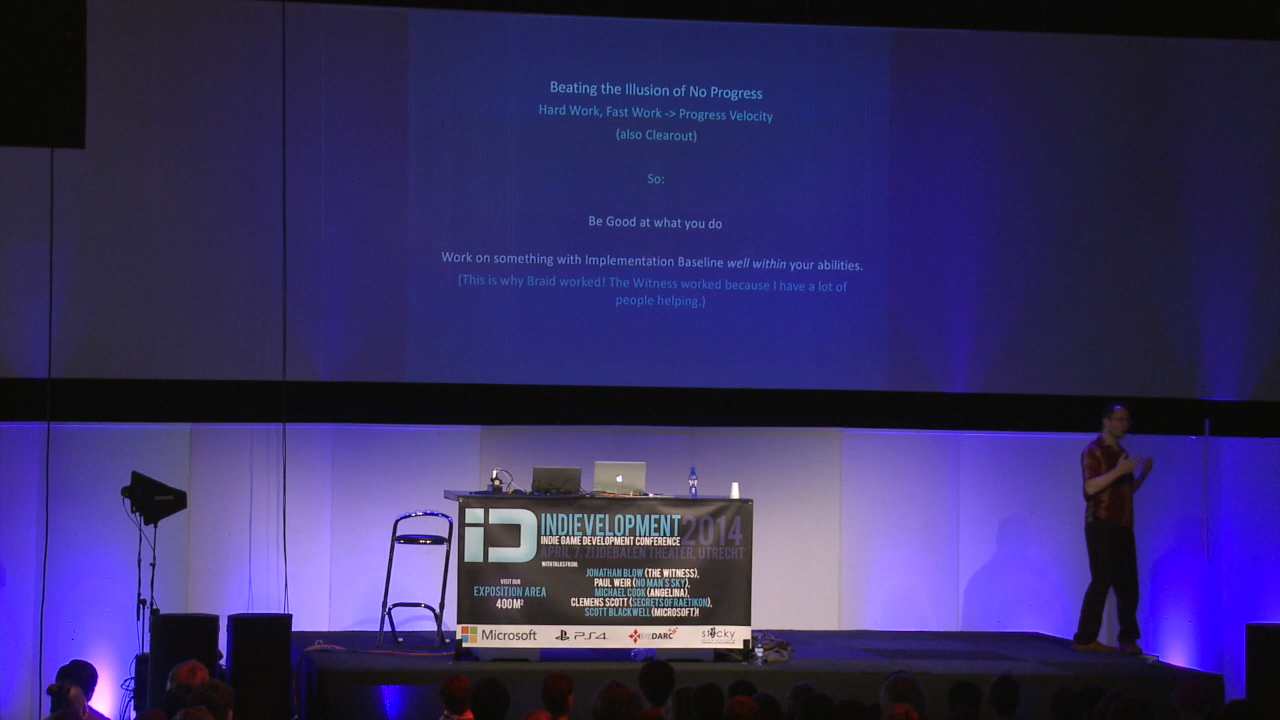 Beating the Illusion of No Progress
Hard Work, Fast Work -> Progress Velocity
(also Clearout)
So:
Be Good at what you do
Work on something with Implementation Baseline well within your abilities.
(This is why Braid worked! The Witness worked because I have a lot of
people helping.)
iD INDIEVELOPMENT 2014
INDIE GAME DEVELOPMENT CONFERENCE
APRIL 7, ZIJDEBALEN THEATER, UTRECHT
WITH TALKS FROM:
JONATHAN BLOW (THE WITNESS),
PAUL WEIR (NO MAN'S SKY),
MICHAEL COOK (ANGELINA),
CLEMENS SCOTT (SECRETS OF RAETIKON),
SCOTT BLACKWELL (MICROSOFT)!
VISIT OUR
EXPOSITION AREA
400M²
Microsoft PS4